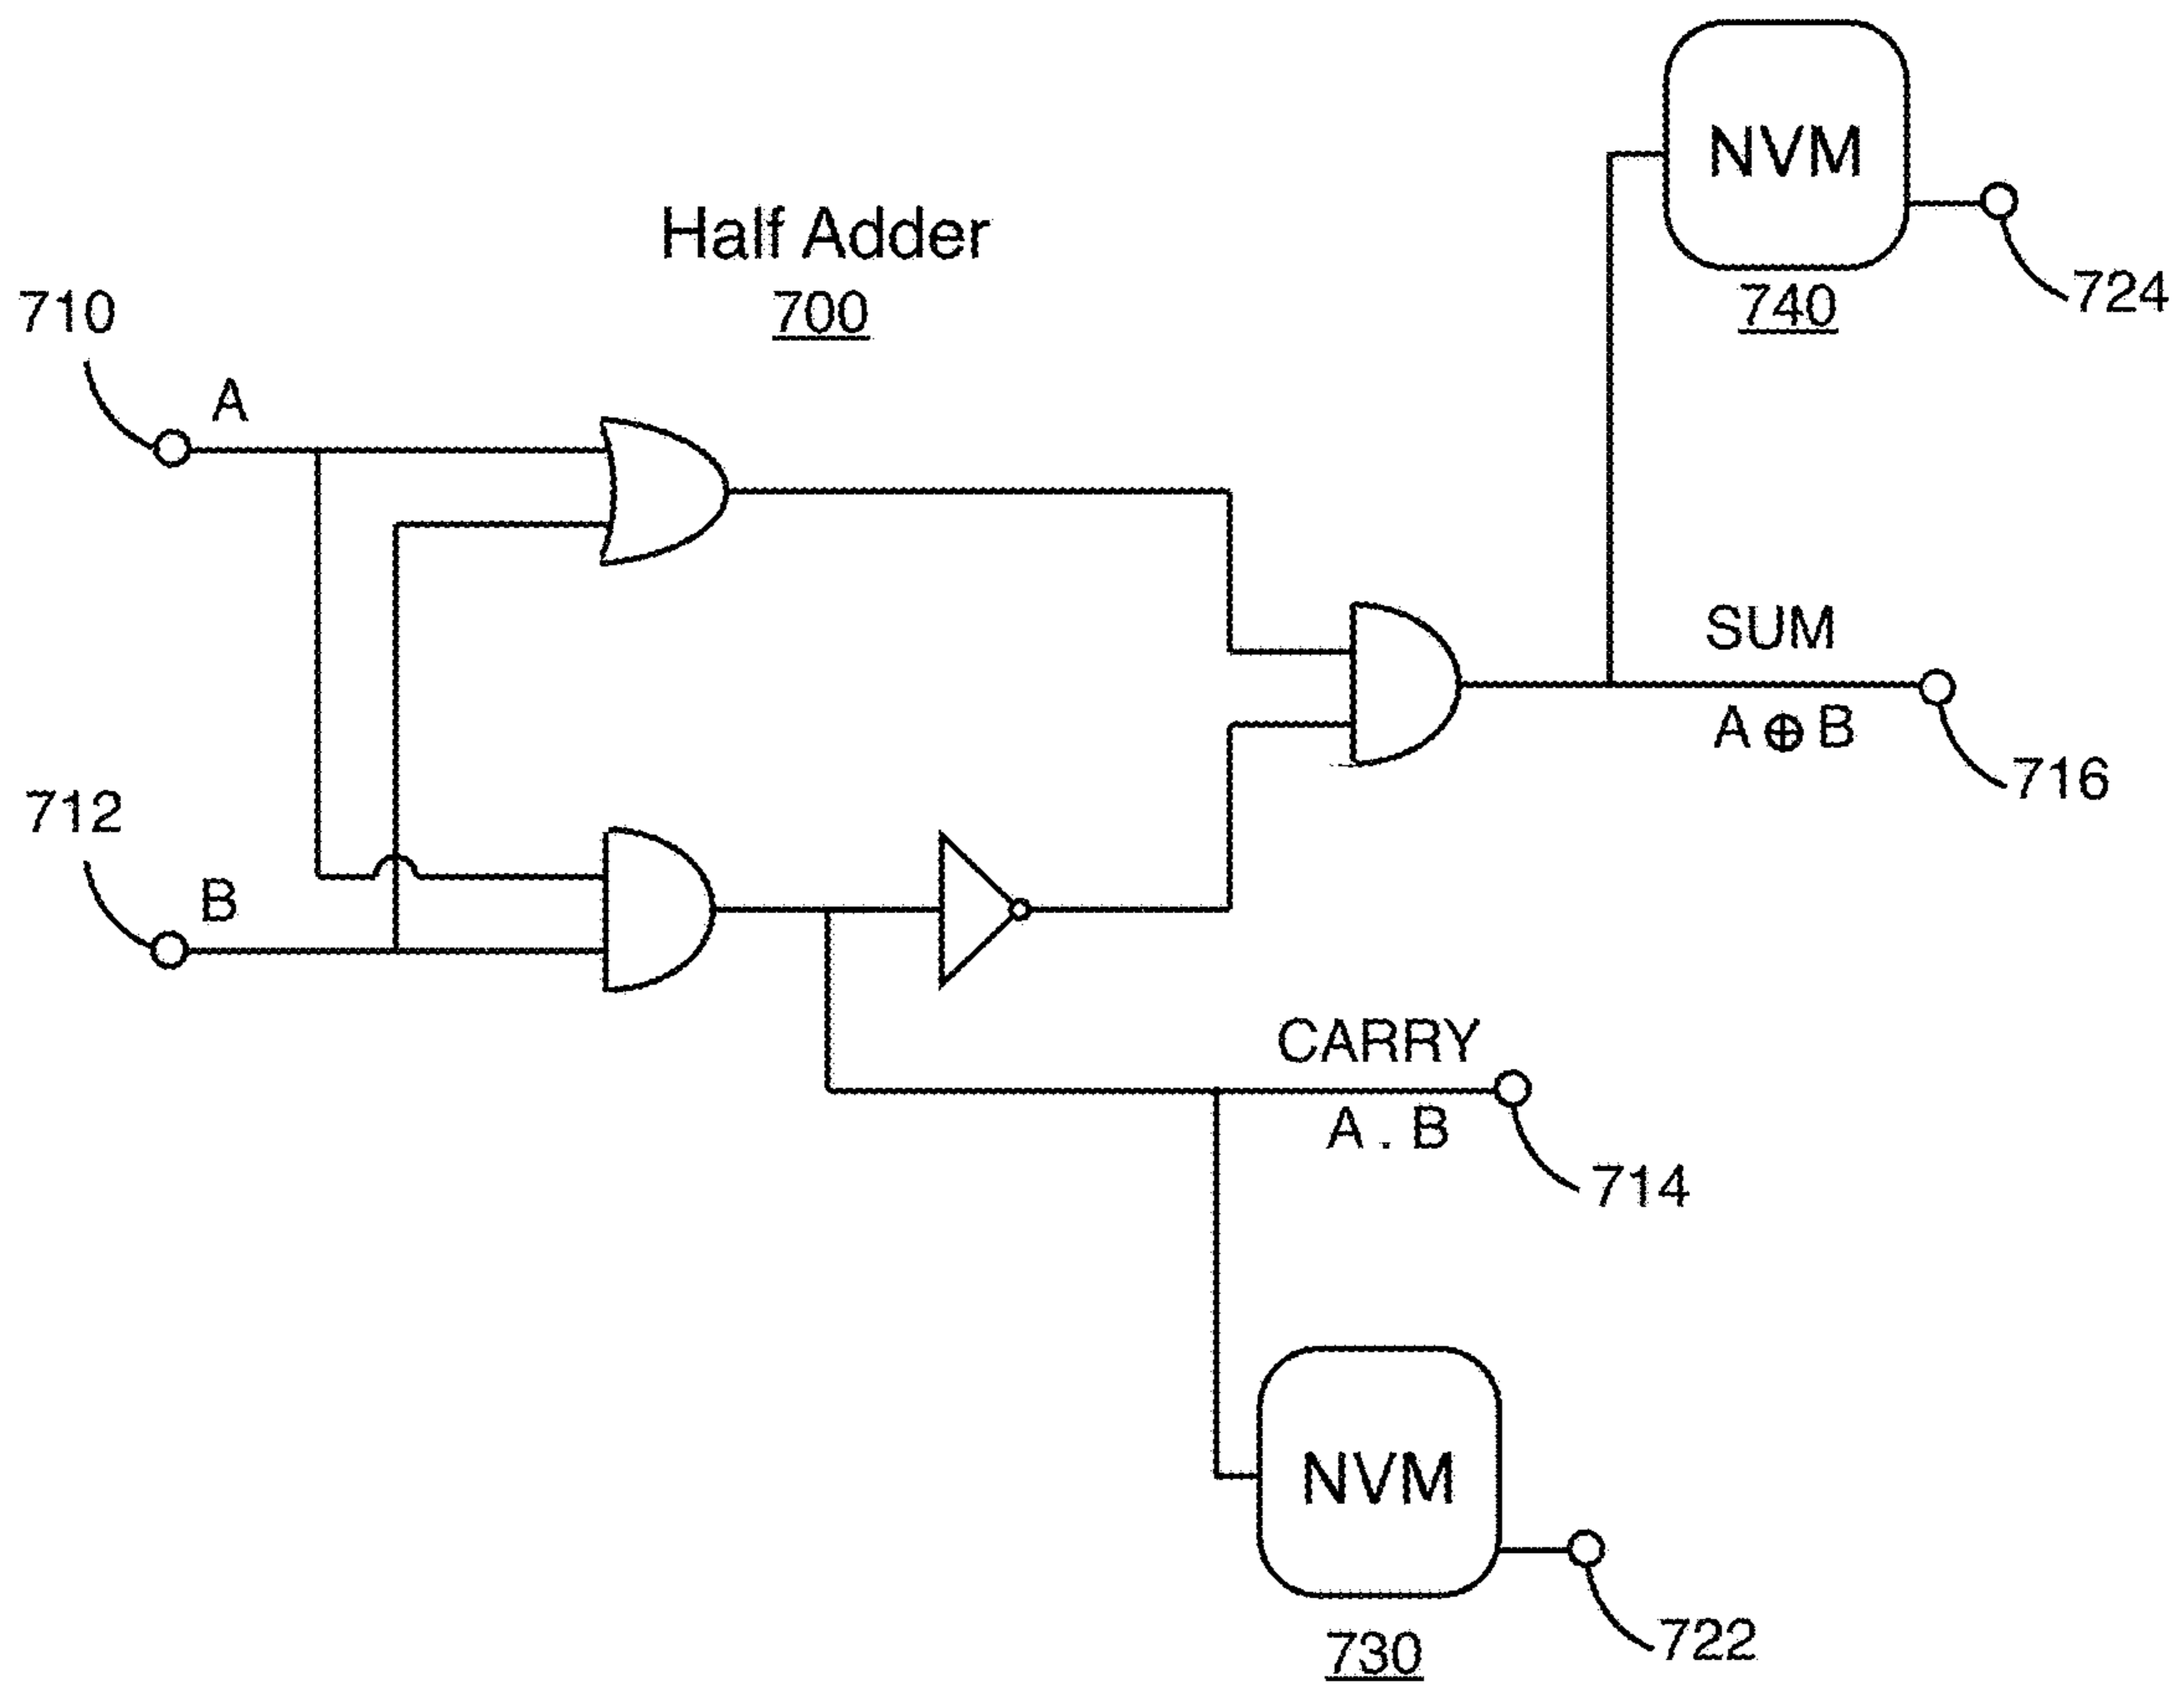 NVM
740
724
Half Adder
700
710
A
SUM
A ⊕ B
716
712
B
CARRY
A . B
714
NVM
730
722